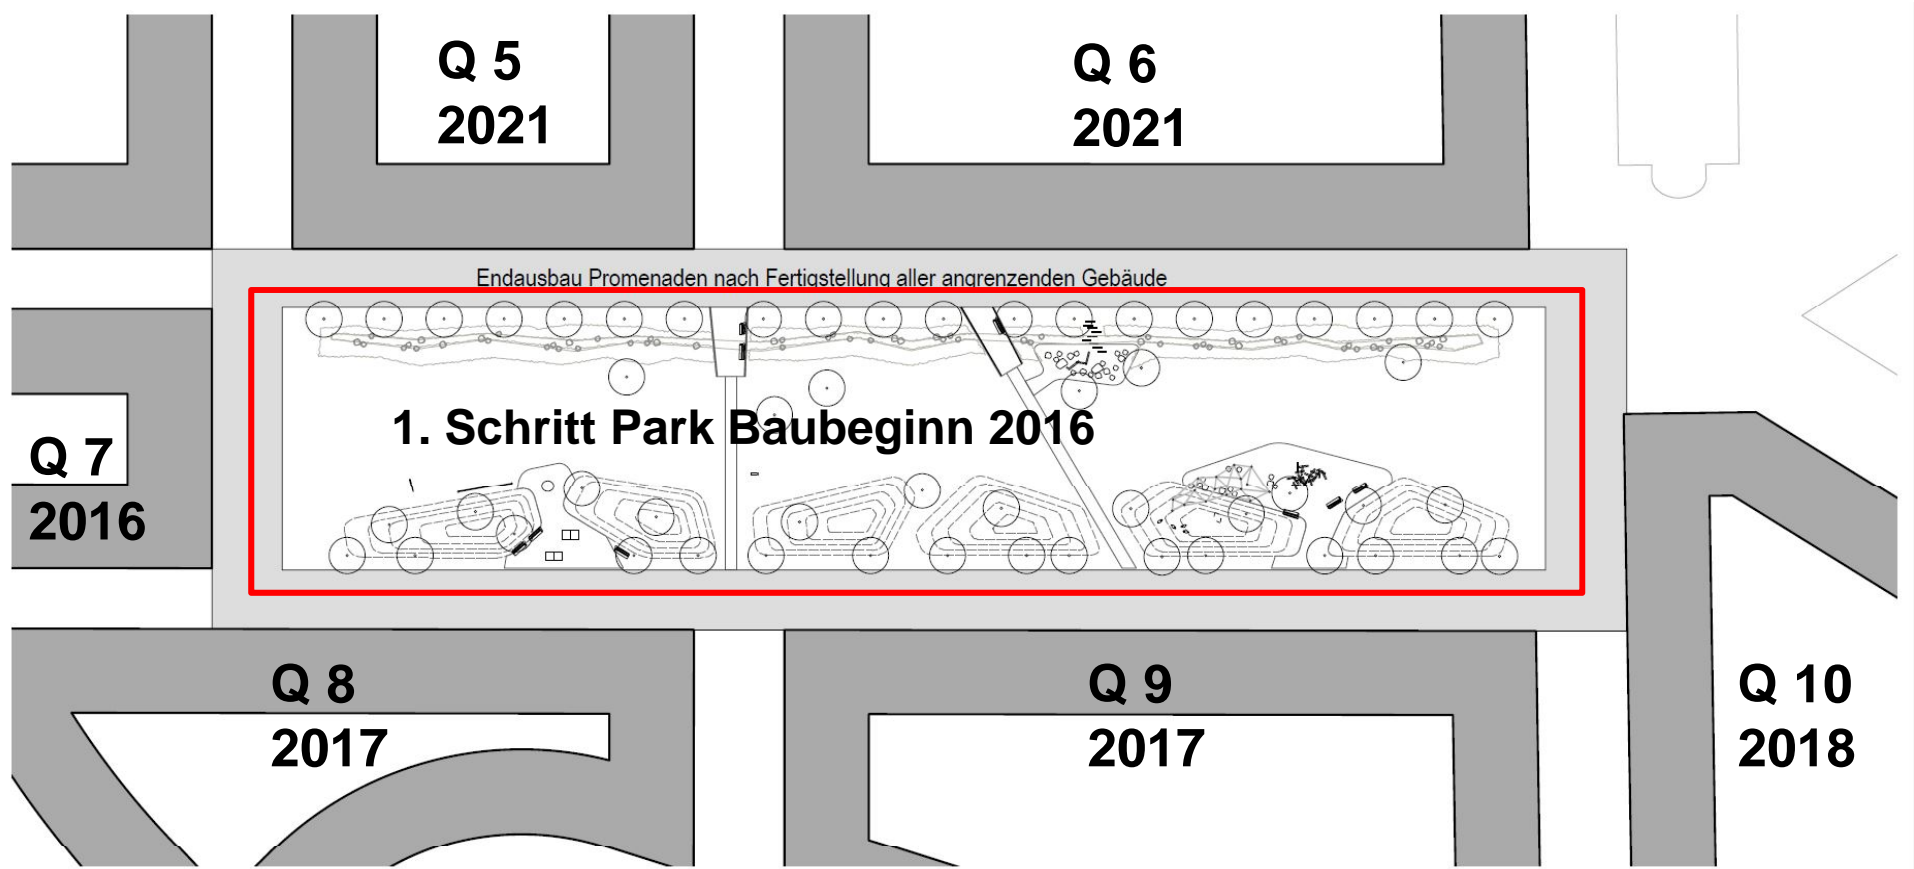 Q 5
2021
Q 6
2021
Endausbau Promenaden nach Fertigstellung aller angrenzenden Gebäude
1. Schritt Park Baubeginn 2016
Q 7
2016
Q 8
2017
Q 9
2017
Q 10
2018